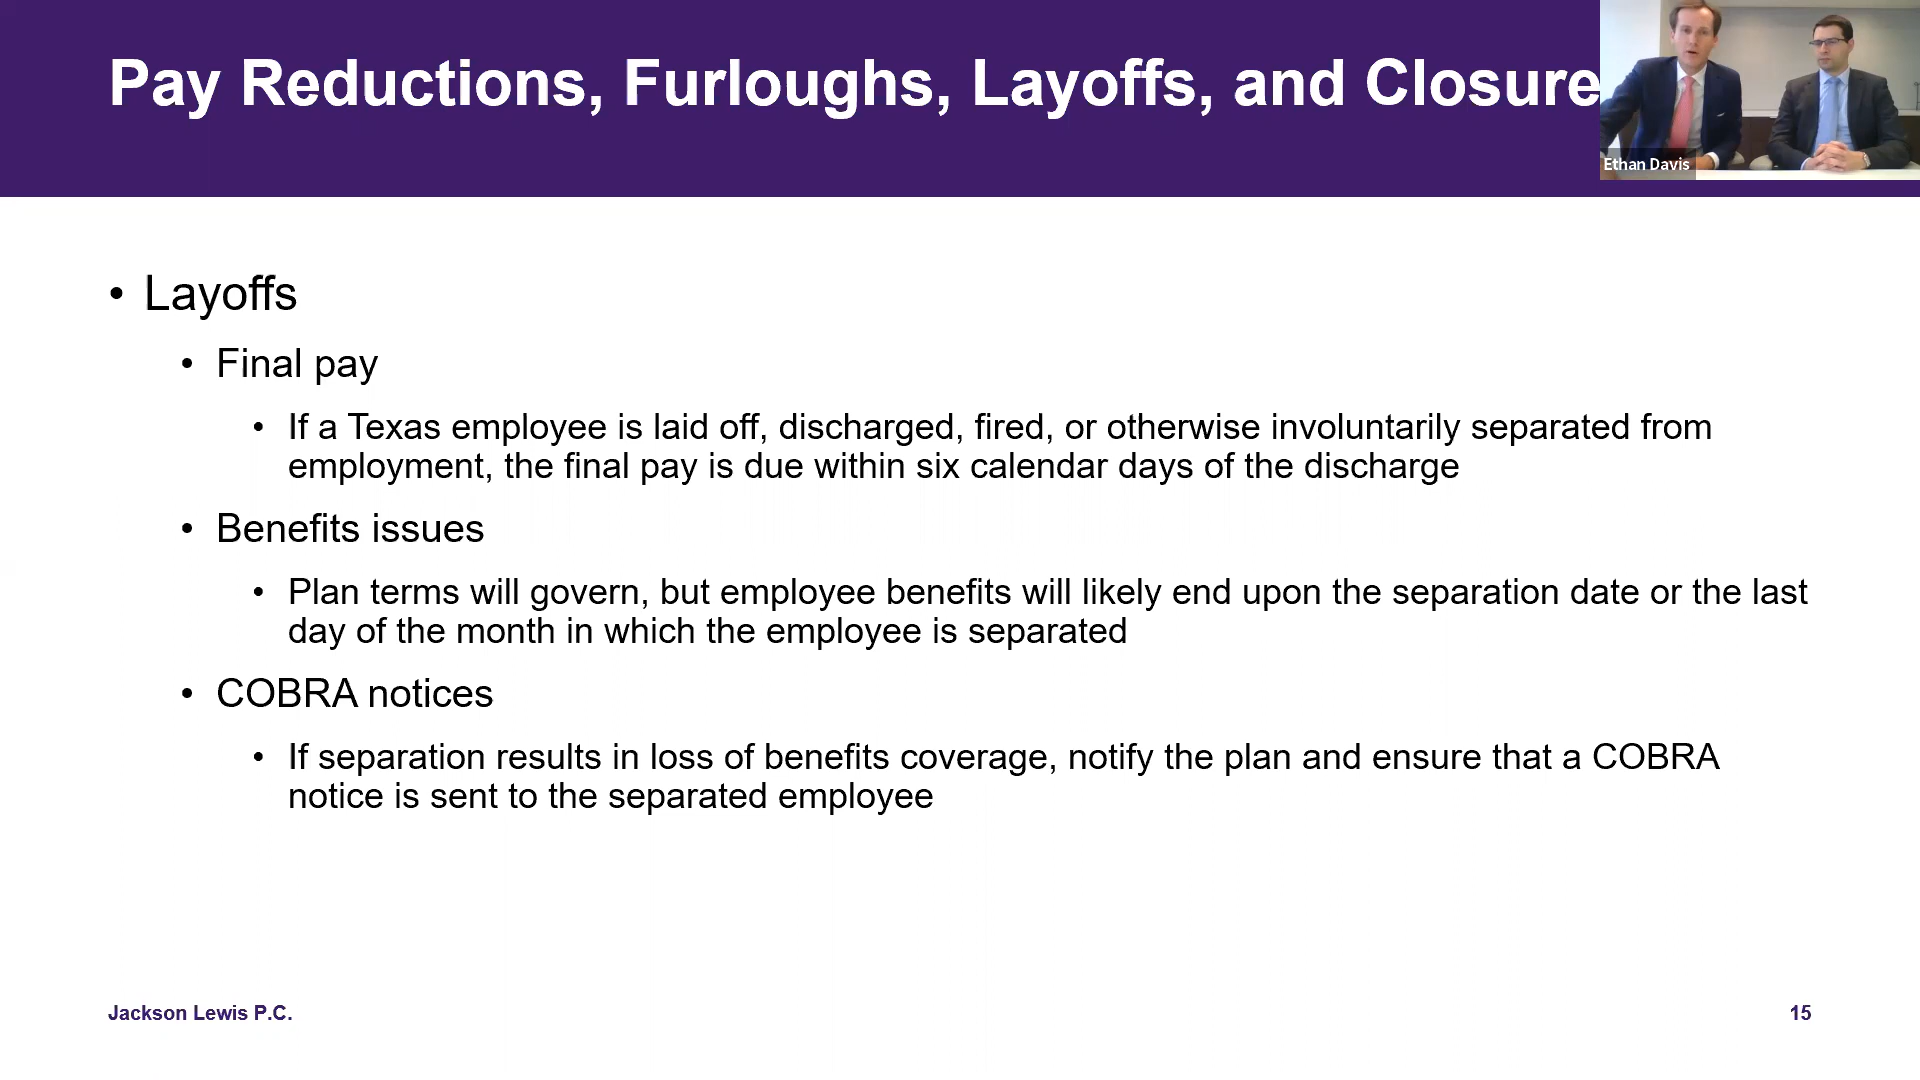 Pay Reductions, Furloughs, Layoffs, and Closure
Ethan Davis
• Layoffs
• Final pay
• If a Texas employee is laid off, discharged, fired, or otherwise involuntarily separated from
employment, the final pay is due within six calendar days of the discharge
• Benefits issues
• Plan terms will govern, but employee benefits will likely end upon the separation date or the last
day of the month in which the employee is separated
• COBRA notices
• If separation results in loss of benefits coverage, notify the plan and ensure that a COBRA
notice is sent to the separated employee
Jackson Lewis P.C.
15